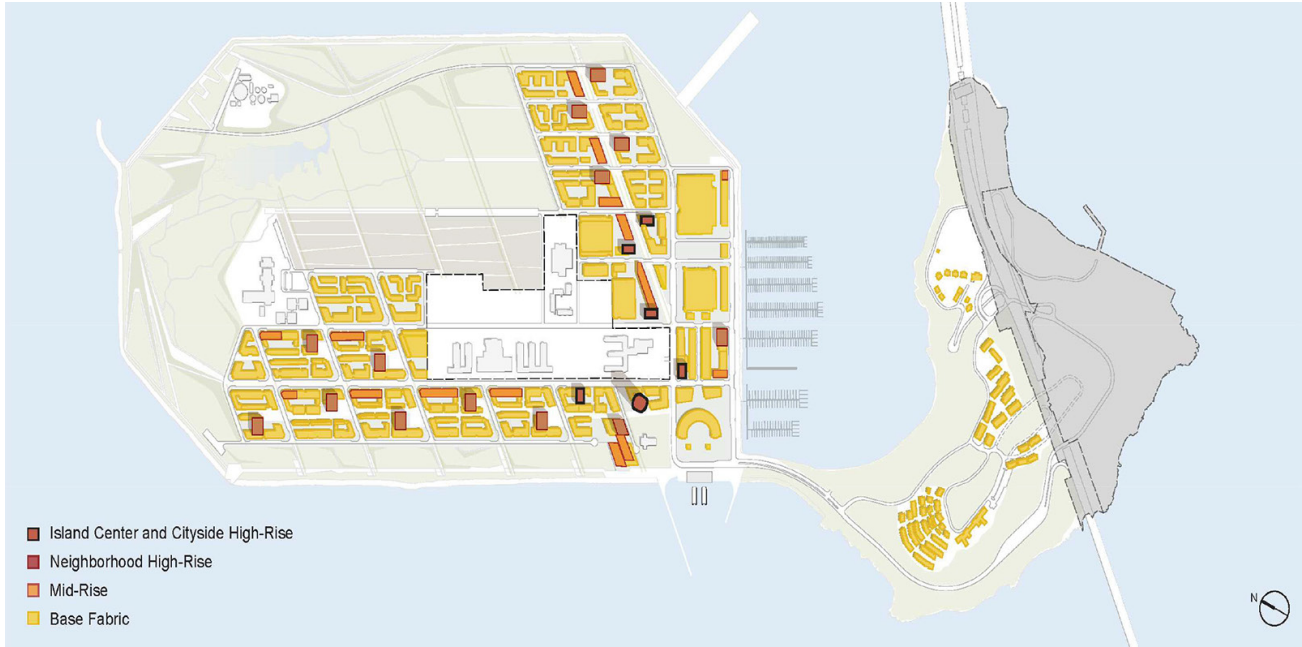 Island Center and Cityside High-Rise
Neighborhood High-Rise
Mid-Rise
Base Fabric
N